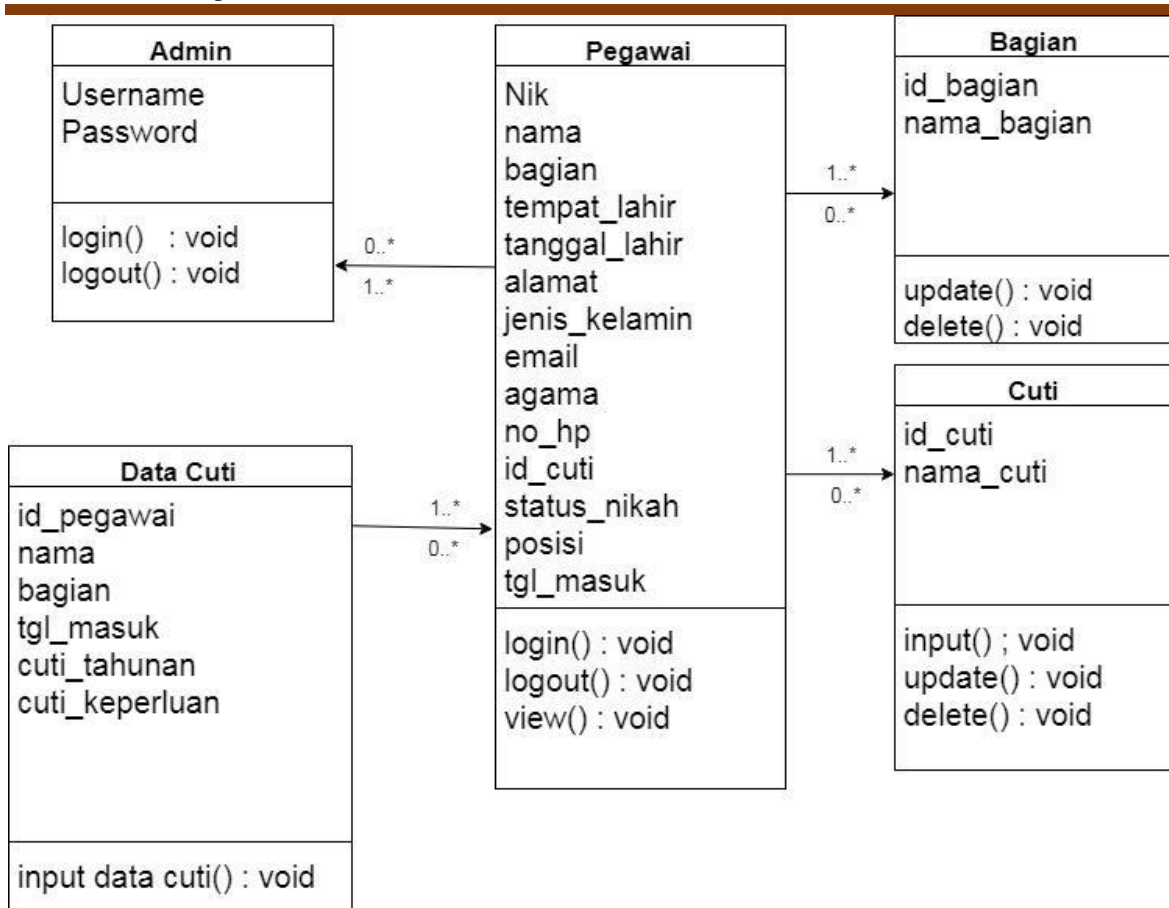 Admin
Username
Password
login() : void
logout() : void
0..*
1..*
Pegawai
Nik
nama
bagian
tempat_lahir
tanggal_lahir
alamat
jenis_kelamin
email
agama
no_hp
id_cuti
status_nikah
posisi
tgl_masuk
login() : void
logout() : void
view() : void
1..*
0..*
Bagian
id_bagian
nama_bagian
update() : void
delete() : void
1..*
0..*
Cuti
id_cuti
nama_cuti
input() ; void
update() : void
delete() : void
Data Cuti
id_pegawai
nama
bagian
tgl_masuk
cuti_tahunan
cuti_keperluan
input data cuti() : void
1..*
0..*